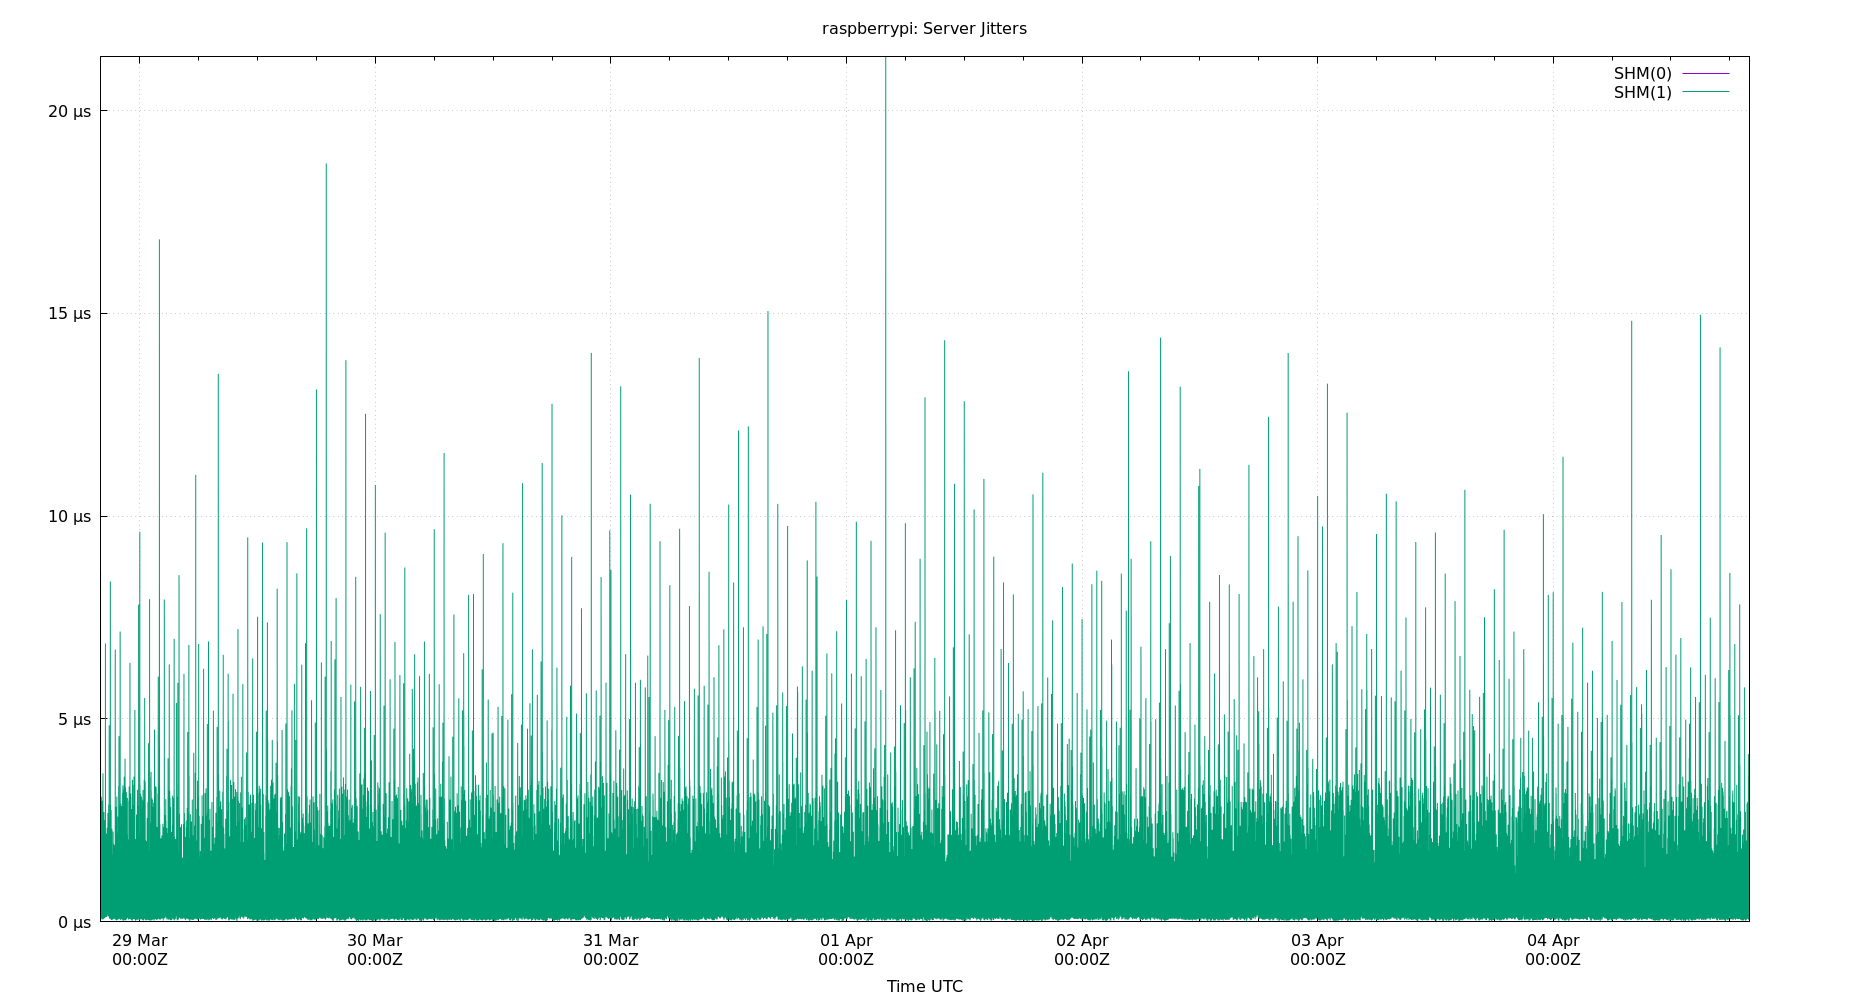 raspberrypi: Server Jitters
SHM(0)
SHM(1)
20 µs
15 µs
10 µs
5 µs
0 µs
29 Mar
00:00Z
30 Mar
00:00Z
31 Mar
00:00Z
01 Apr
00:00Z
02 Apr
00:00Z
03 Apr
00:00Z
04 Apr
00:00Z
Time UTC